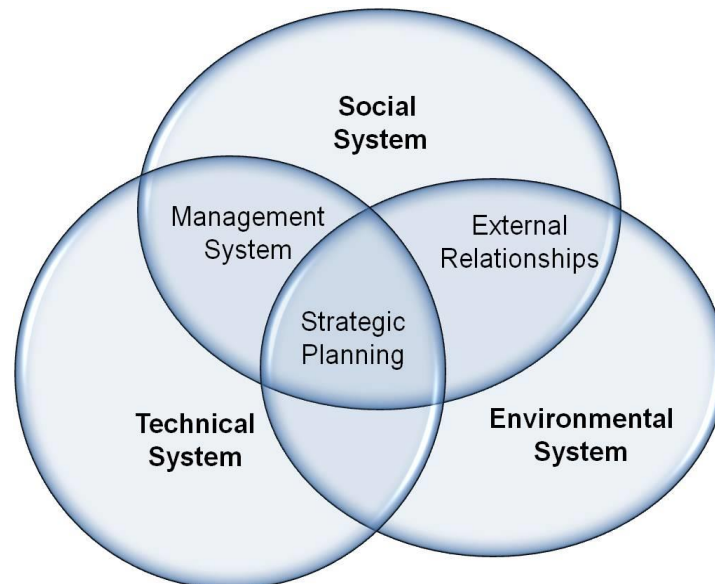 Social
System
Management
System
External
Relationships
Strategic
Planning
Technical
System
Environmental
System